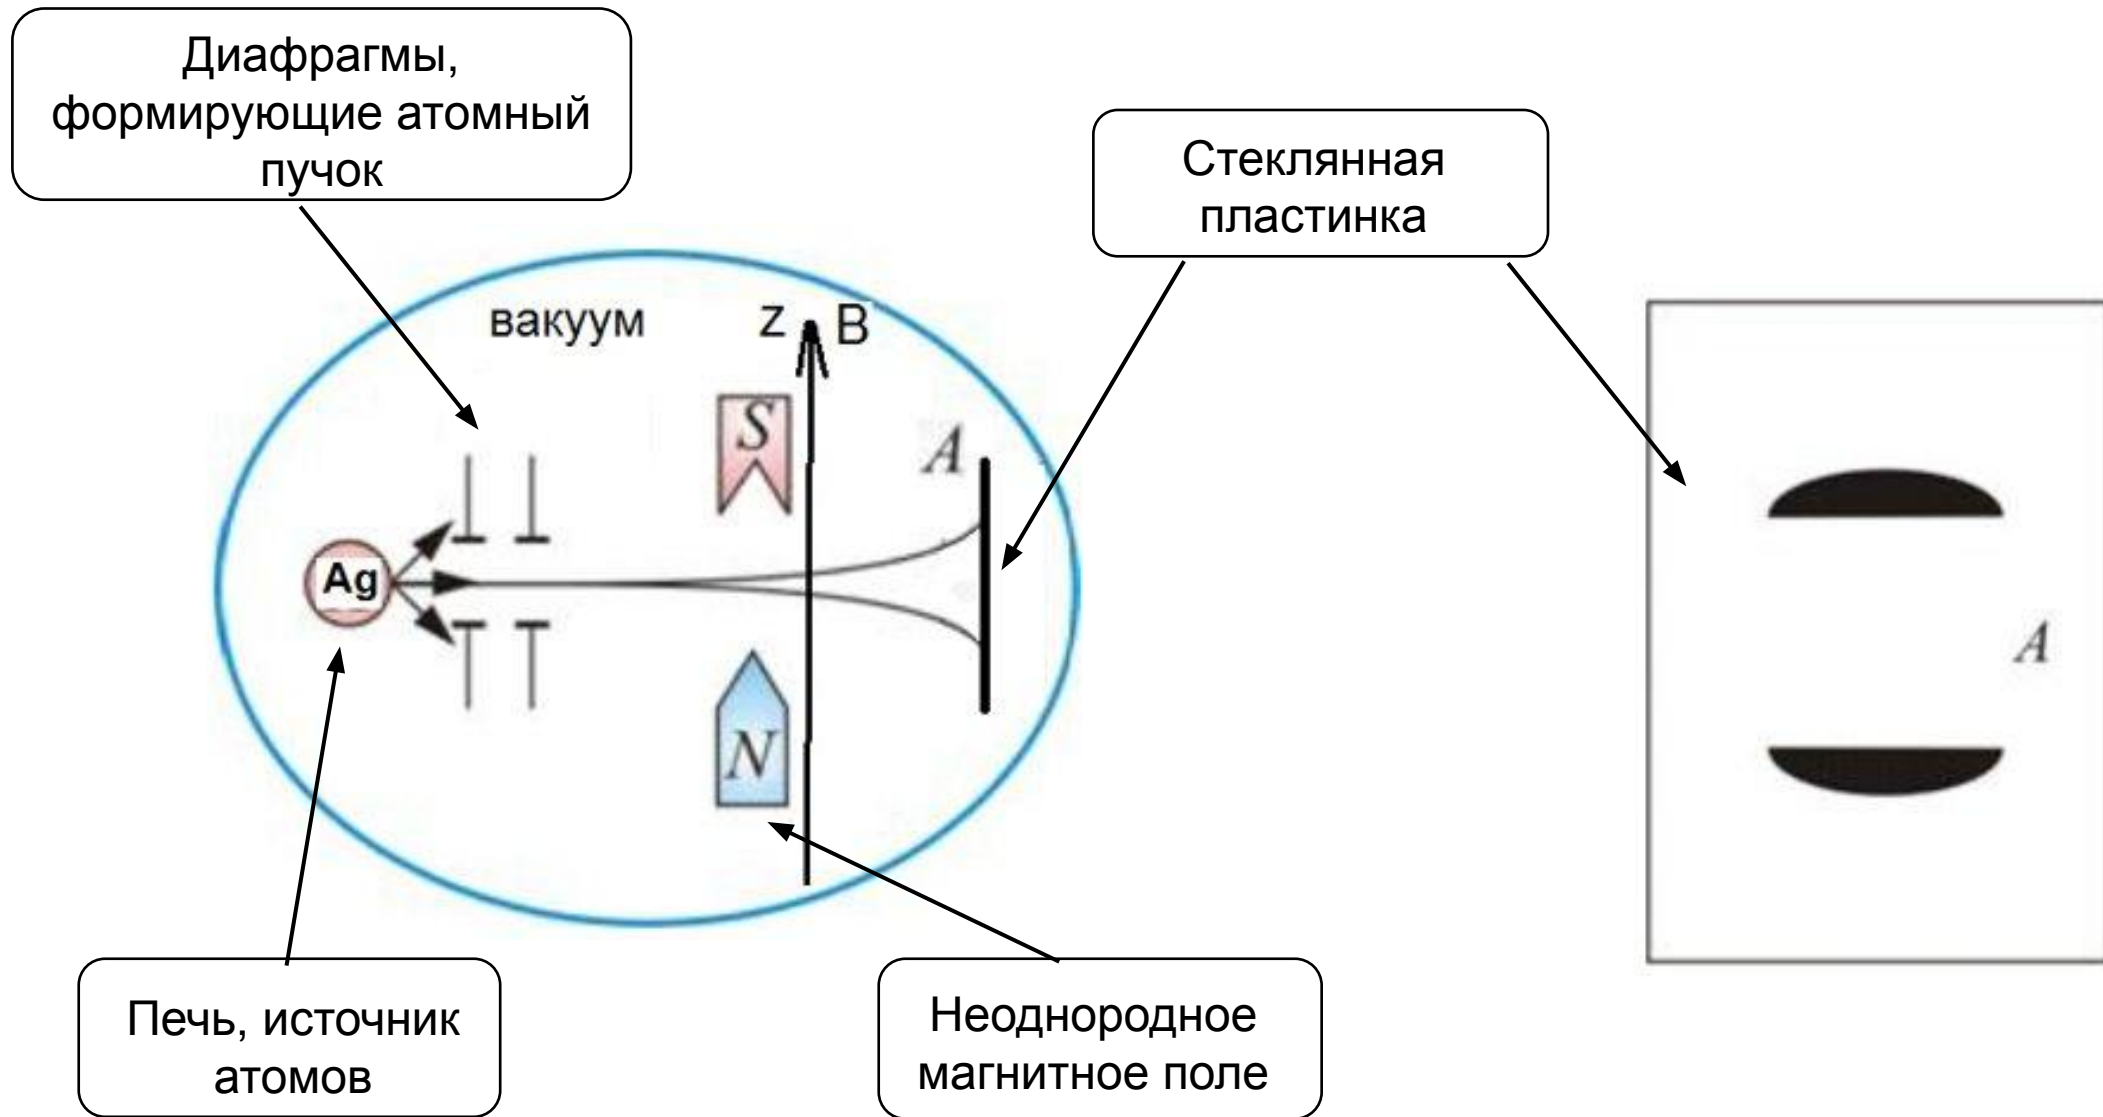 Диафрагмы,
формирующие атомный
пучок
Стеклянная
пластинка
вакуум
z
B
S
A
Ag
N
A
Печь, источник
атомов
Неоднородное
магнитное поле